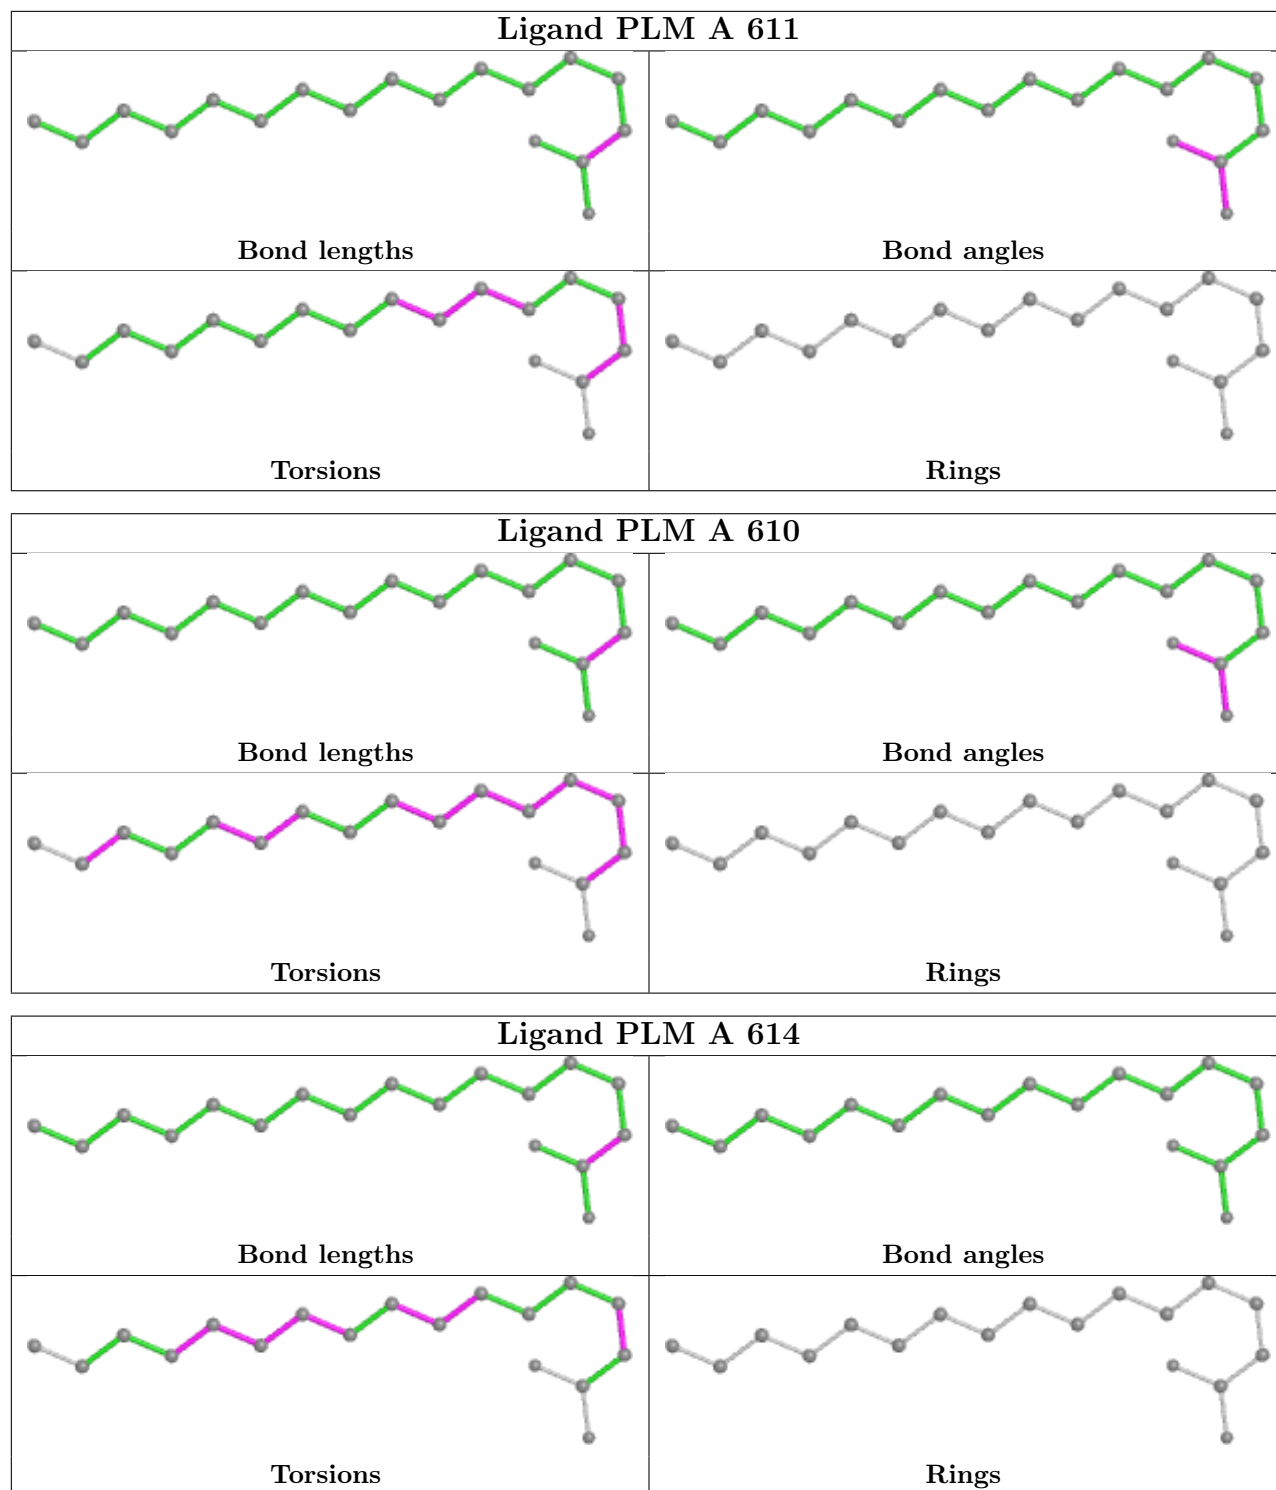 Ligand PLM A 611
Bond lengths
Bond angles
Torsions
Rings
Ligand PLM A 610
Bond lengths
Bond angles
Torsions
Rings
Ligand PLM A 614
Bond lengths
Bond angles
Torsions
Rings